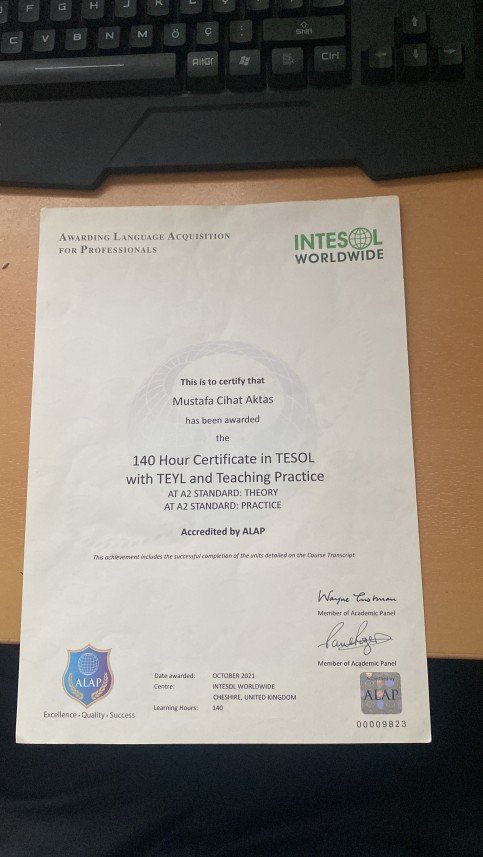 F G H J K L
C V B N M Ö Ç : Shift
AltGr Ctrl
AWARDING LANGUAGE ACQUISITION
FOR PROFESSIONALS
INTESOL
WORLDWIDE
This is to certify that
Mustafa Cihat Aktas
has been awarded
the
140 Hour Certificate in TESOL
with TEYL and Teaching Practice
AT A2 STANDARD: THEORY
AT A2 STANDARD: PRACTICE
Accredited by ALAP
This achievement includes the successful completion of the units detailed on the Course Transcript
Member of Academic Panel
Member of Academic Panel
ALAP
Excellence - Quality - Success
Date awarded: OCTOBER 2021
Centre: INTESOL WORLDWIDE
CHESHIRE, UNITED KINGDOM
Learning Hours: 140
ALAP
00009823